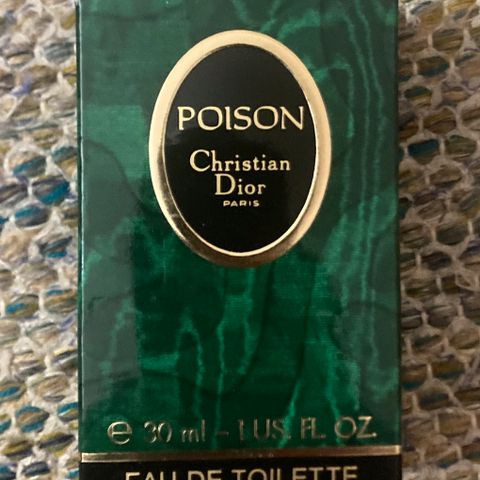 POISON
Christian
Dior
PARIS
℮ 30 ml – 1 US. FL. OZ.
EAU DE TOILETTE